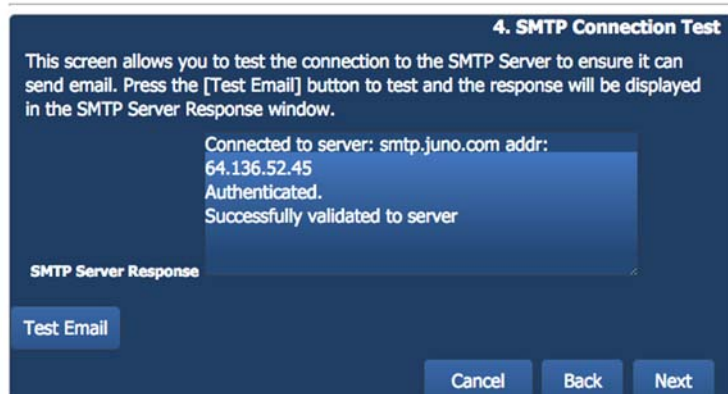 4. SMTP Connection Test
This screen allows you to test the connection to the SMTP Server to ensure it can
send email. Press the [Test Email] button to test and the response will be displayed
in the SMTP Server Response window.
Connected to server: smtp.juno.com addr:
64.136.52.45
Authenticated.
Successfully validated to server
SMTP Server Response
Test Email
Cancel Back Next